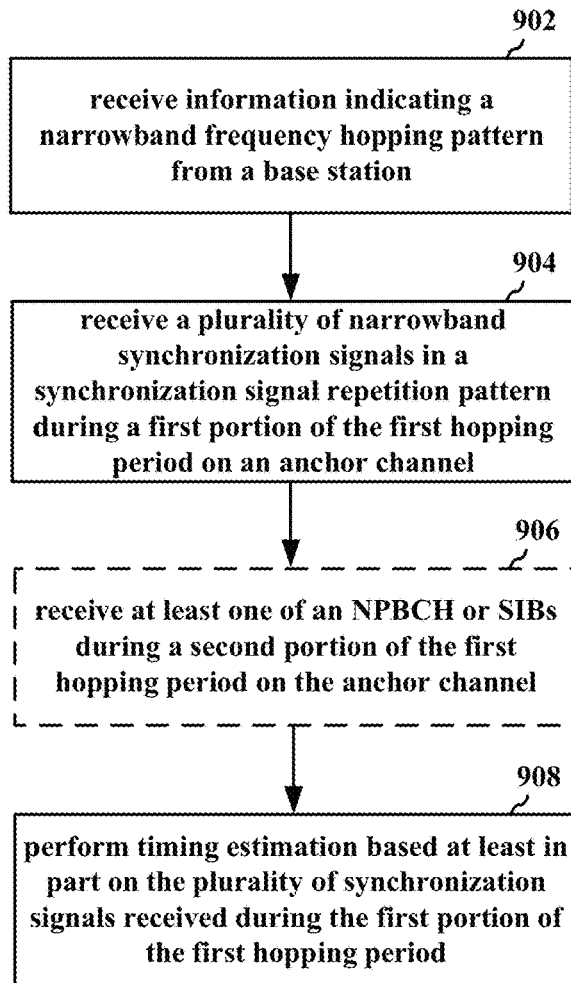 902
receive information indicating a
narrowband frequency hopping pattern
from a base station
904
receive a plurality of narrowband
synchronization signals in a
synchronization signal repetition pattern
during a first portion of the first hopping
period on an anchor channel
906
receive at least one of an NPBCH or SIBs
during a second portion of the first
hopping period on the anchor channel
908
perform timing estimation based at least in
part on the plurality of synchronization
signals received during the first portion of
the first hopping period